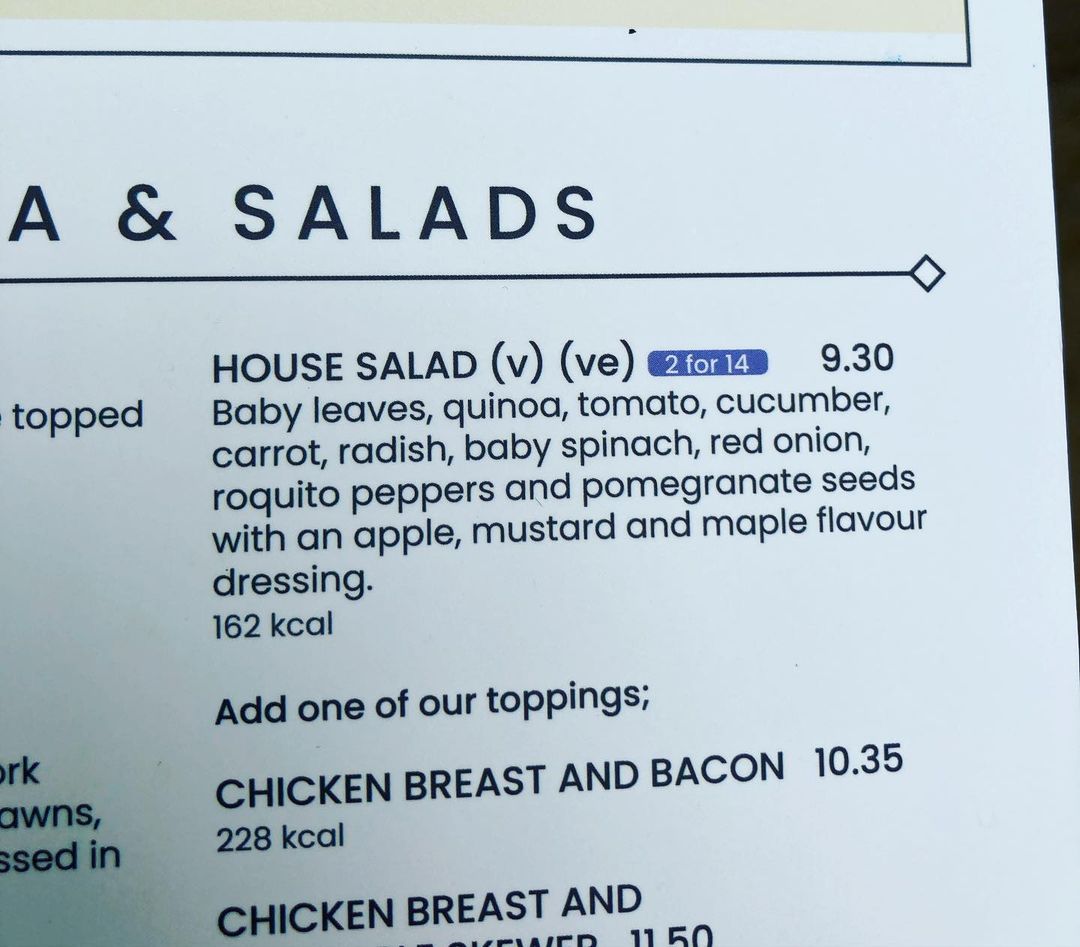 A & SALADS
topped
ork
awns,
ssed in
HOUSE SALAD (v) (ve) 2 for 14 9.30
Baby leaves, quinoa, tomato, cucumber,
carrot, radish, baby spinach, red onion,
roquito peppers and pomegranate seeds
with an apple, mustard and maple flavour
dressing.
162 kcal
Add one of our toppings;
CHICKEN BREAST AND BACON 10.35
228 kcal
CHICKEN BREAST AND
SKEWER 11.50